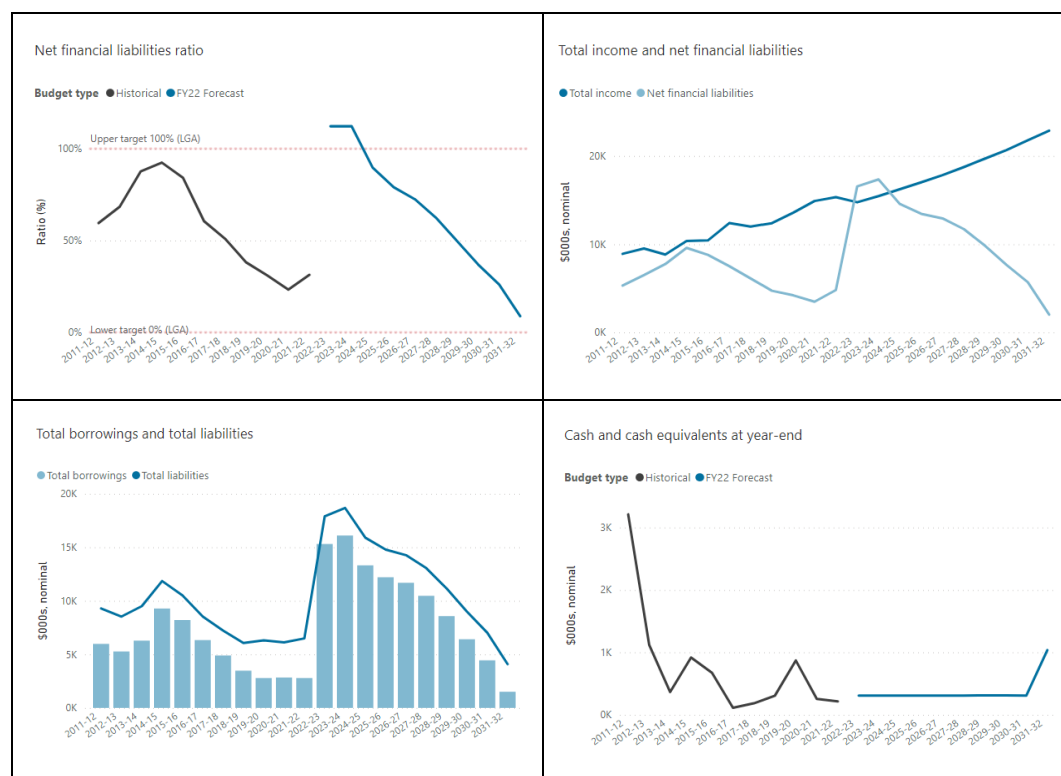 Net financial liabilities ratio
Budget type Historical FY22 Forecast
Upper target 100% (LGA)
100%
Ratio (%)
50%
0%
Lower target 0% (LGA)
2011-12 2012-13 2013-14 2014-15 2015-16 2016-17 2017-18 2018-19 2019-20 2020-21 2021-22 2022-23 2023-24 2024-25 2025-26 2026-27 2027-28 2028-29 2029-30 2030-31 2031-32
Total income and net financial liabilities
Total income Net financial liabilities
20K
$000s, nominal
10K
0K
2011-12 2012-13 2013-14 2014-15 2015-16 2016-17 2017-18 2018-19 2019-20 2020-21 2021-22 2022-23 2023-24 2024-25 2025-26 2026-27 2027-28 2028-29 2029-30 2030-31 2031-32
Total borrowings and total liabilities
Total borrowings Total liabilities
20K
15K
$000s, nominal
10K
5K
0K
2011-12 2012-13 2013-14 2014-15 2015-16 2016-17 2017-18 2018-19 2019-20 2020-21 2021-22 2022-23 2023-24 2024-25 2025-26 2026-27 2027-28 2028-29 2029-30 2030-31 2031-32
Cash and cash equivalents at year-end
Budget type Historical FY22 Forecast
3K
2K
$000s, nominal
1K
0K
2011-12 2012-13 2013-14 2014-15 2015-16 2016-17 2017-18 2018-19 2019-20 2020-21 2021-22 2022-23 2023-24 2024-25 2025-26 2026-27 2027-28 2028-29 2029-30 2030-31 2031-32